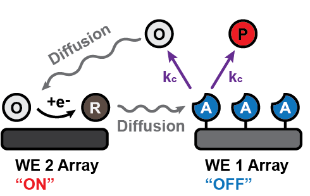 Diffusion
O
P
kc
kc
O
+e-
R
Diffusion
A
A
A
WE 2 Array
"ON"
WE 1 Array
"OFF"